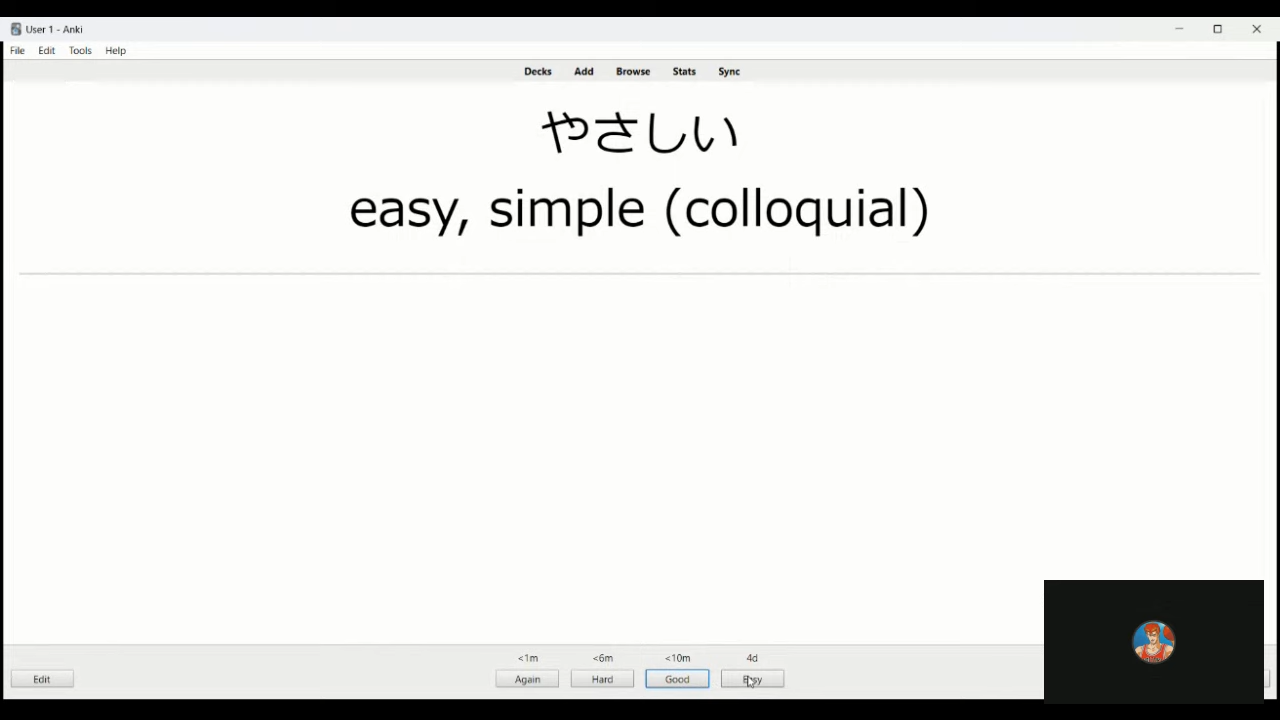 User 1 - Anki
File Edit Tools Help
Decks Add Browse Stats Sync
やさしい
easy, simple (colloquial)
<1m <6m <10m 4d
Edit Again Hard Good Easy